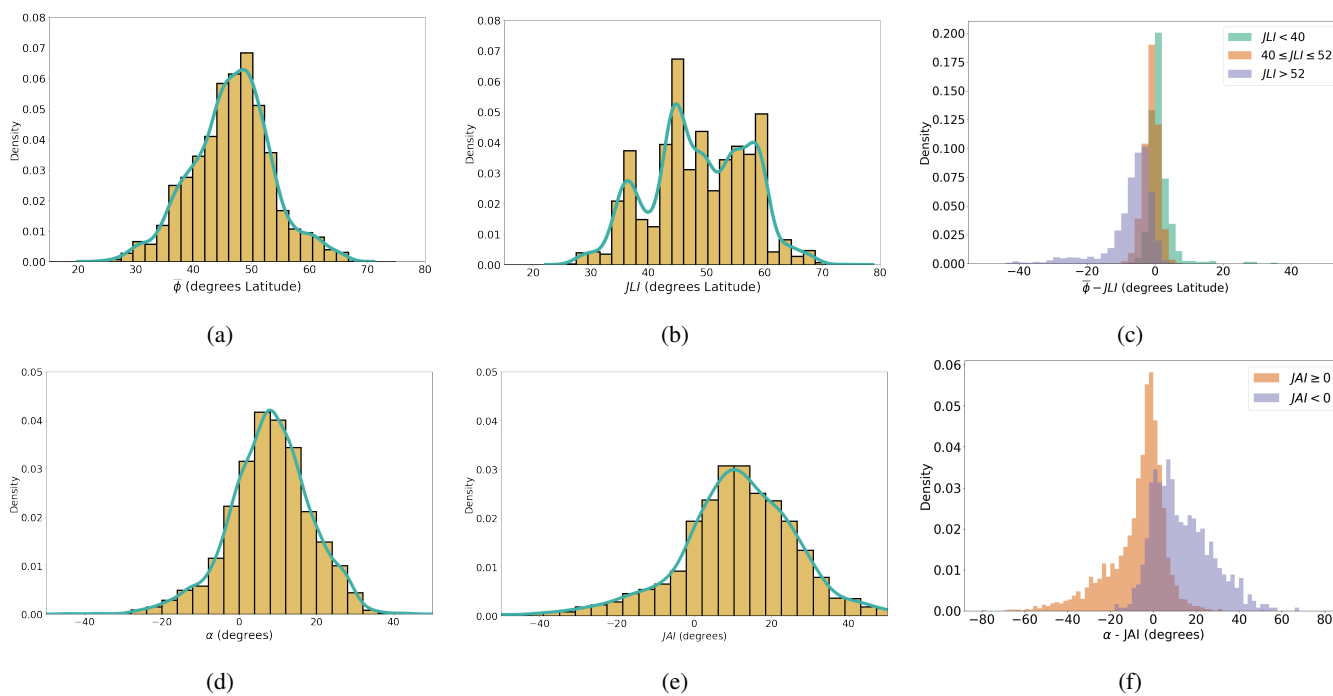 0.08
0.07
0.06
0.05
0.04
0.03
0.02
0.01
0.00
Density
20 30 40 50 60 70 80
ϕ̄ (degrees Latitude)
(a)
0.08
0.07
0.06
0.05
0.04
0.03
0.02
0.01
0.00
Density
20 30 40 50 60 70 80
JLI (degrees Latitude)
(b)
0.200
0.175
0.150
0.125
0.100
0.075
0.050
0.025
0.000
Density
JLI < 40
40 ≤ JLI ≤ 52
JLI > 52
−40 −20 0 20 40
ϕ̄ − JLI (degrees Latitude)
(c)
0.05
0.04
0.03
0.02
0.01
0.00
Density
−40 −20 0 20 40
α (degrees)
(d)
0.05
0.04
0.03
0.02
0.01
0.00
Density
−40 −20 0 20 40
JAI (degrees)
(e)
0.06
0.05
0.04
0.03
0.02
0.01
0.00
Density
JAI ≥ 0
JAI < 0
−80 −60 −40 −20 0 20 40 60 80
α - JAI (degrees)
(f)